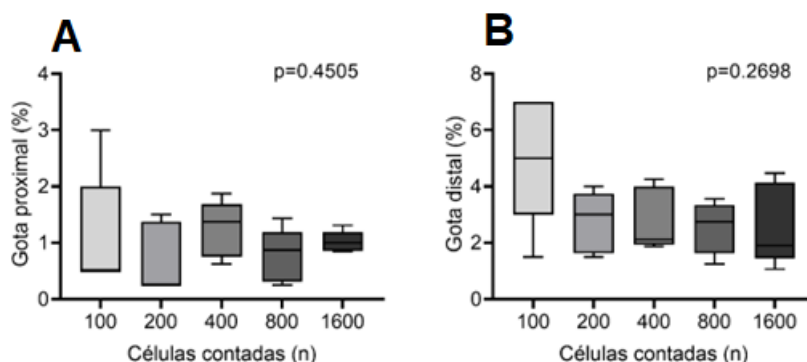 A
p=0.4505
Gota proximal (%)
4
3
2
1
0
100 200 400 800 1600
Células contadas (n)
B
p=0.2698
Gota distal (%)
8
6
4
2
0
100 200 400 800 1600
Células contadas (n)